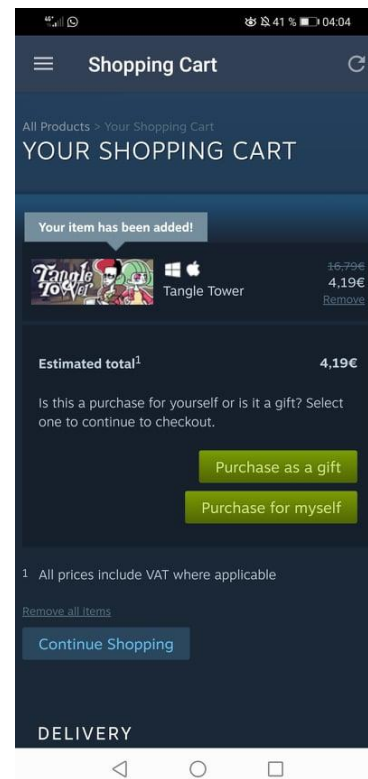 41 % 04:04
Shopping Cart
All Products > Your Shopping Cart
YOUR SHOPPING CART
Your item has been added!
Tangle
Tower
16,79€
4,19€
Tangle Tower
Remove
Estimated total¹ 4,19€
Is this a purchase for yourself or is it a gift? Select
one to continue to checkout.
Purchase as a gift
Purchase for myself
¹ All prices include VAT where applicable
Remove all items
Continue Shopping
DELIVERY